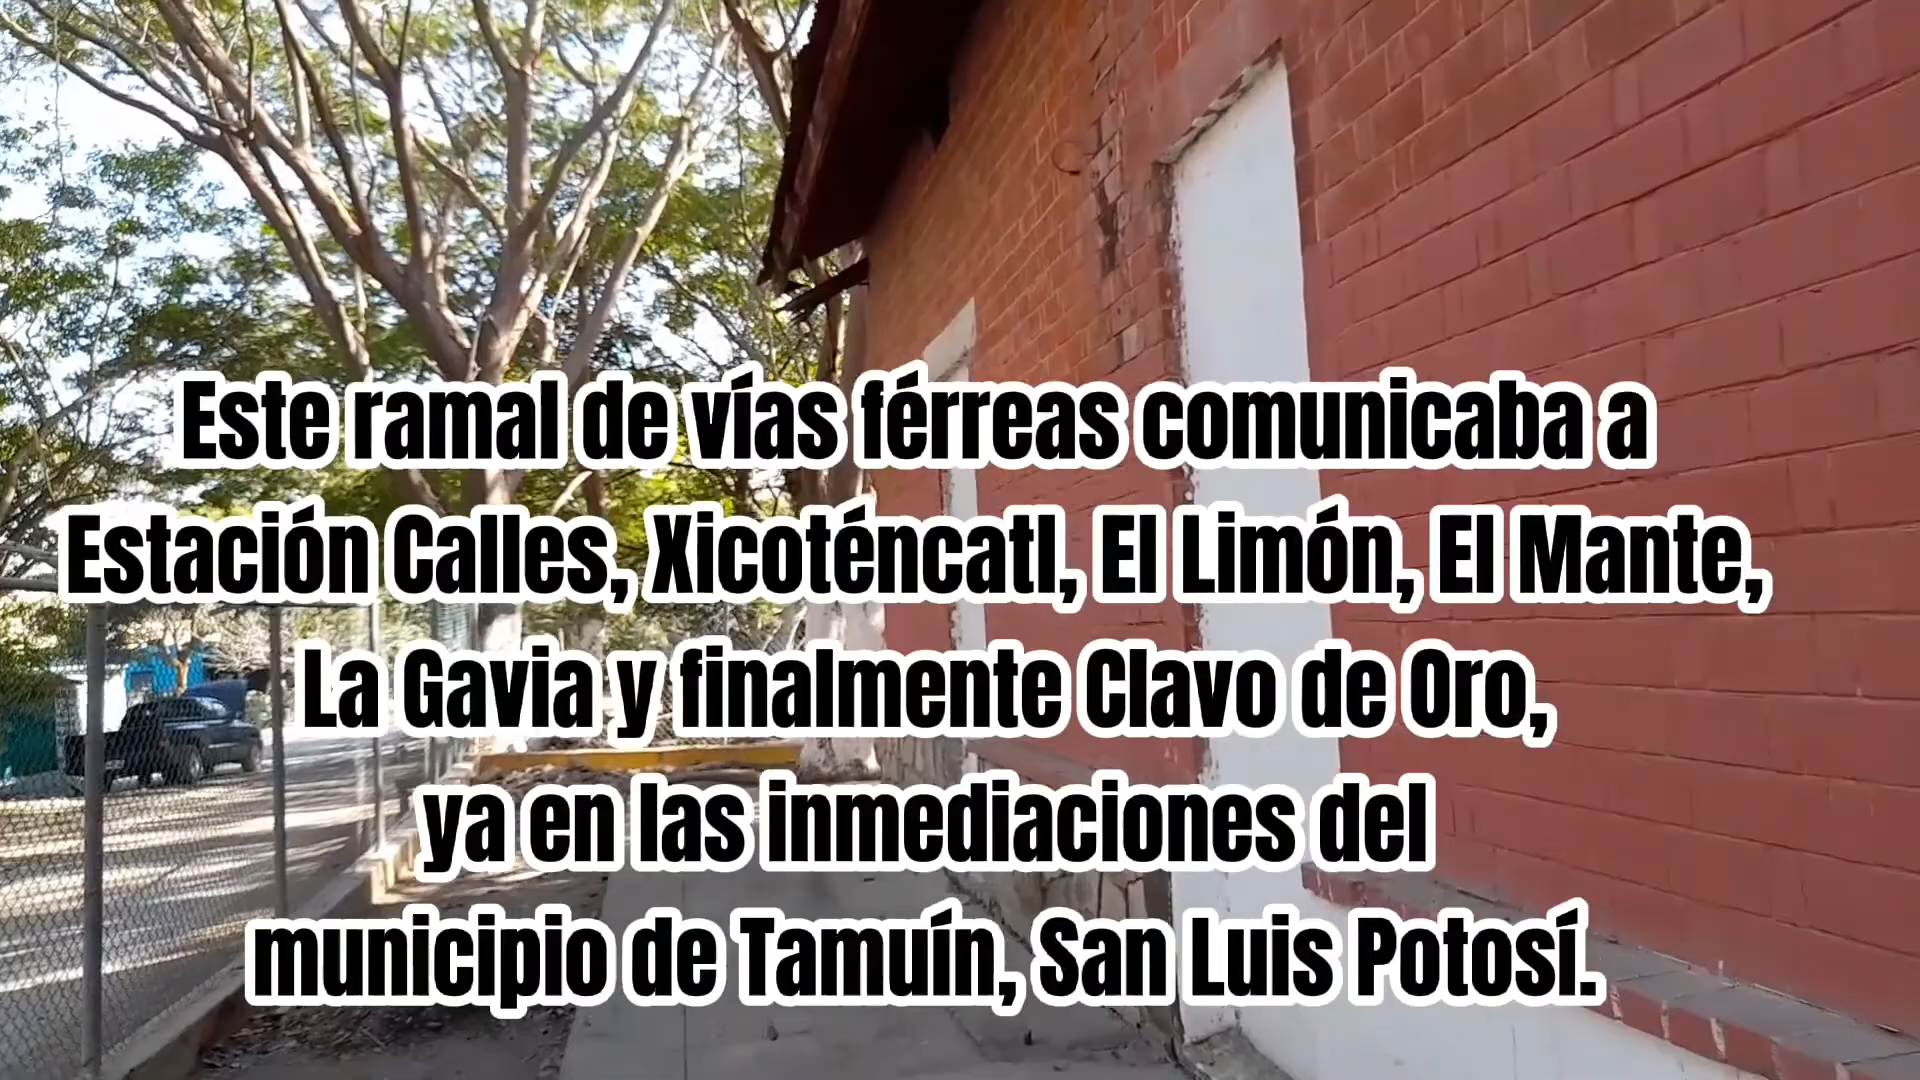 Este ramal de vías férreas comunicaba a
Estación Calles, Xicoténcatl, El Limón, El Mante,
La Gavia y finalmente Clavo de Oro,
ya en las inmediaciones del
municipio de Tamuín, San Luis Potosí.